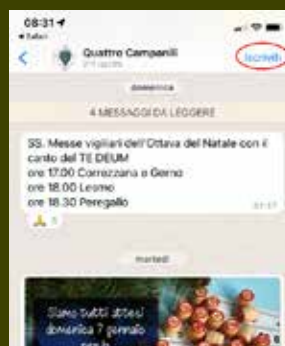 08:31
Safari
Quattro Campanili
Iscriviti
domenica
4 MESSAGGI DA LEGGERE
SS. Messe vigiliari dell'Ottava del Natale con il
canto del TE DEUM
ore 17.00 Correzzana e Gerno
ore 18.00 Lesmo
ore 18.30 Peregallo
martedì
Siamo tutti attesi
domenica 7 gennaio